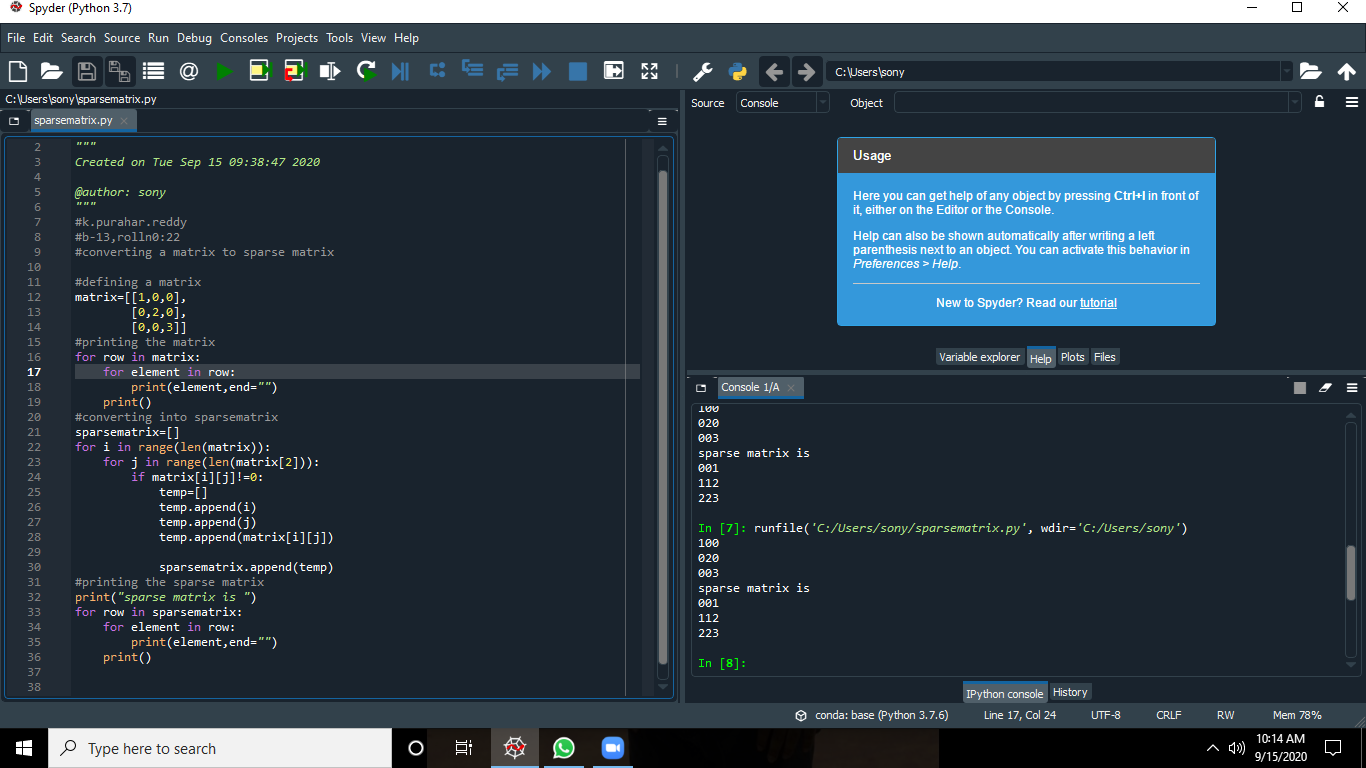 Spyder (Python 3.7)
File Edit Search Source Run Debug Consoles Projects Tools View Help
C:\Users\sony
C:\Users\sony\sparsematrix.py
sparsematrix.py
2 """
3 Created on Tue Sep 15 09:38:47 2020
4
5 @author: sony
6 """
7 #k.purahar.reddy
8 #b-13,rolln0:22
9 #converting a matrix to sparse matrix
10
11 #defining a matrix
12 matrix=[[1,0,0],
13         [0,2,0],
14         [0,0,3]]
15 #printing the matrix
16 for row in matrix:
17     for element in row:
18         print(element,end="")
19     print()
20 #converting into sparsematrix
21 sparsematrix=[]
22 for i in range(len(matrix)):
23     for j in range(len(matrix[2])):
24         if matrix[i][j]!=0:
25             temp=[]
26             temp.append(i)
27             temp.append(j)
28             temp.append(matrix[i][j])
29
30             sparsematrix.append(temp)
31 #printing the sparse matrix
32 print("sparse matrix is ")
33 for row in sparsematrix:
34     for element in row:
35         print(element,end="")
36     print()
37
38
Source Console Object
Usage
Here you can get help of any object by pressing Ctrl+I in front of
it, either on the Editor or the Console.
Help can also be shown automatically after writing a left
parenthesis next to an object. You can activate this behavior in
Preferences > Help.
New to Spyder? Read our tutorial
Variable explorer Help Plots Files
Console 1/A
100
020
003
sparse matrix is
001
112
223
In [7]: runfile('C:/Users/sony/sparsematrix.py', wdir='C:/Users/sony')
100
020
003
sparse matrix is
001
112
223
In [8]:
IPython console History
conda: base (Python 3.7.6) Line 17, Col 24 UTF-8 CRLF RW Mem 78%
Type here to search
10:14 AM
9/15/2020